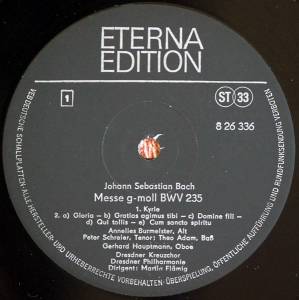 ETERNA
EDITION
1
ST 33
8 26 336
Johann Sebastian Bach
Messe g-moll BWV 235
1. Kyrie
2. a) Gloria – b) Gratias agimus tibi – c) Domine fili –
d) Qui tollis – e) Cum sancto spiritu
Annelies Burmeister, Alt
Peter Schreier, Tenor; Theo Adam, Baß
Gerhard Hauptmann, Oboe
Dresdner Kreuzchor
Dresdner Philharmonie
Dirigent: Martin Flämig
VEB DEUTSCHE SCHALLPLATTEN · ALLE HERSTELLER- UND URHEBERRECHTE VORBEHALTEN · ÜBERSPIELUNG, ÖFFENTLICHE AUFFÜHRUNG UND RUNDFUNKSENDUNG VERBOTEN